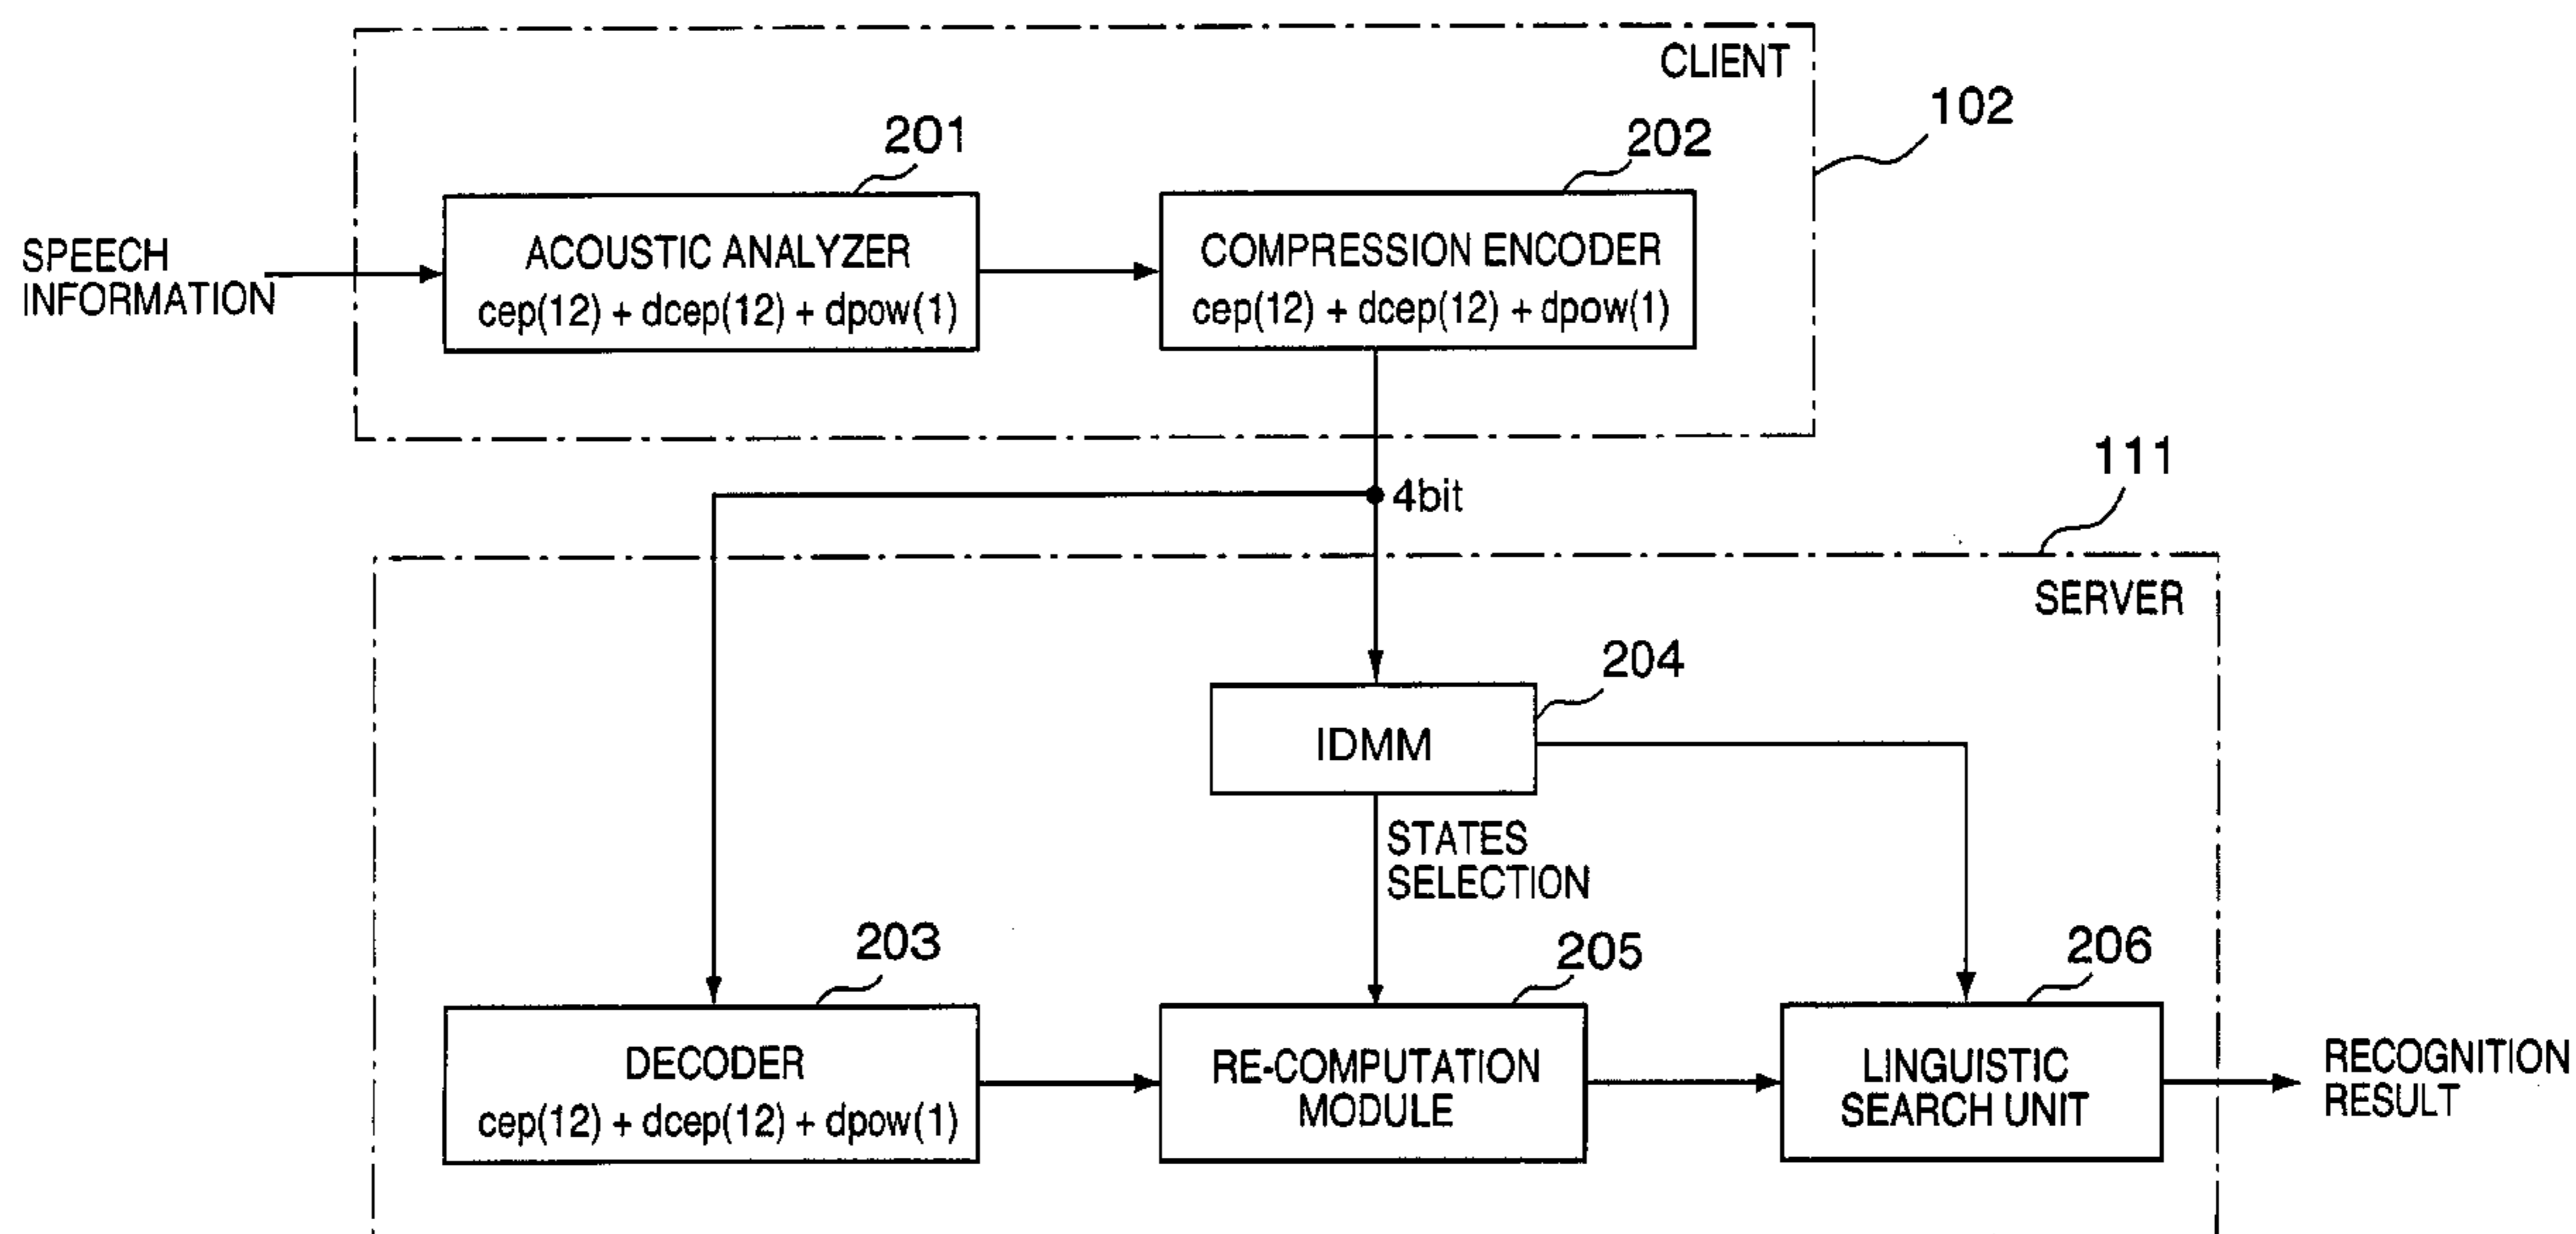 CLIENT
102
201
202
SPEECH
INFORMATION
ACOUSTIC ANALYZER
cep(12) + dcep(12) + dpow(1)
COMPRESSION ENCODER
cep(12) + dcep(12) + dpow(1)
4bit
111
SERVER
204
IDMM
STATES
SELECTION
203
205
206
DECODER
cep(12) + dcep(12) + dpow(1)
RE-COMPUTATION
MODULE
LINGUISTIC
SEARCH UNIT
RECOGNITION
RESULT